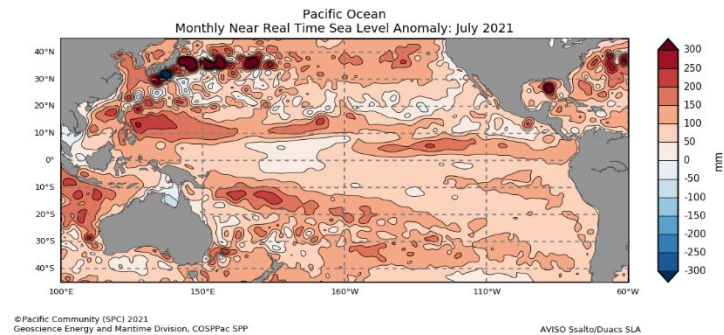 Pacific Ocean
Monthly Near Real Time Sea Level Anomaly: July 2021
40°N
30°N
20°N
10°N
0°
10°S
20°S
30°S
40°S
100°E
150°E
160°W
110°W
60°W
300
250
200
150
100
50
0
-50
-100
-150
-200
-250
-300
mm
©Pacific Community (SPC) 2021
Geoscience Energy and Maritime Division, COSPPac SPP
AVISO Ssalto/Duacs SLA